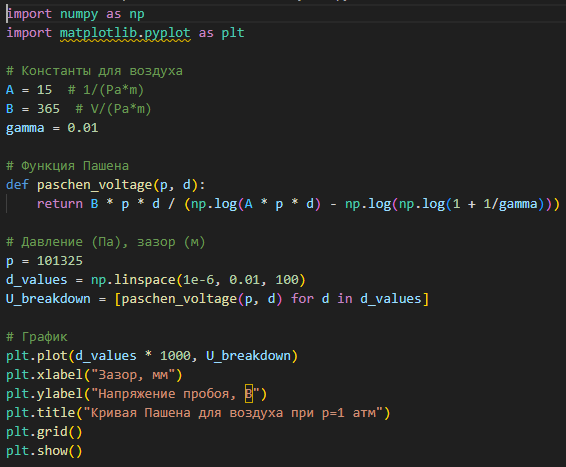 import numpy as np
import matplotlib.pyplot as plt
# Константы для воздуха
A = 15  # 1/(Pa*m)
B = 365  # V/(Pa*m)
gamma = 0.01
# Функция Пашена
def paschen_voltage(p, d):
    return B * p * d / (np.log(A * p * d) - np.log(np.log(1 + 1/gamma)))
# Давление (Па), зазор (м)
p = 101325
d_values = np.linspace(1e-6, 0.01, 100)
U_breakdown = [paschen_voltage(p, d) for d in d_values]
# График
plt.plot(d_values * 1000, U_breakdown)
plt.xlabel("Зазор, мм")
plt.ylabel("Напряжение пробоя, В")
plt.title("Кривая Пашена для воздуха при p=1 атм")
plt.grid()
plt.show()